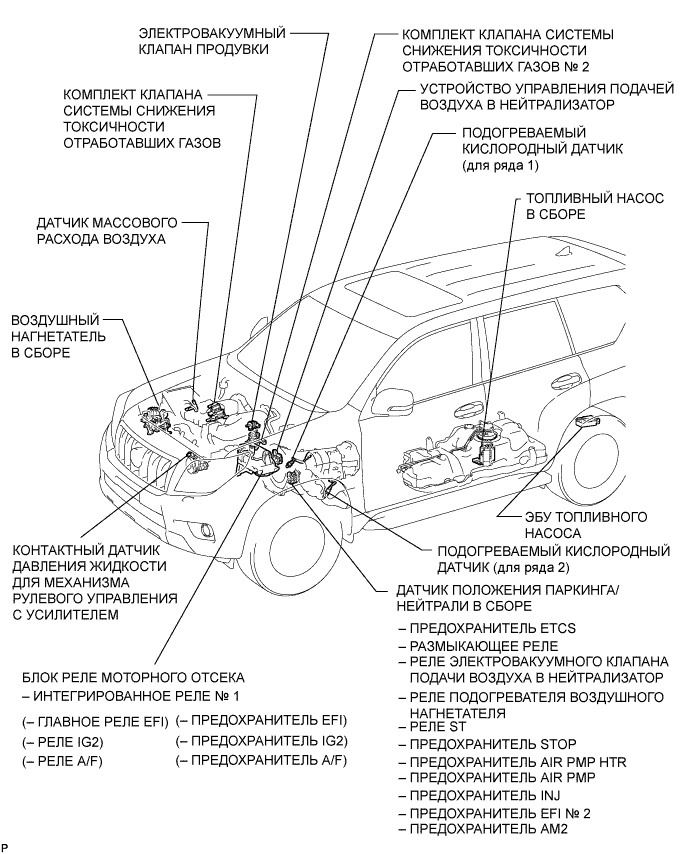 ЭЛЕКТРОВАКУУМНЫЙ
КЛАПАН ПРОДУВКИ
КОМПЛЕКТ КЛАПАНА СИСТЕМЫ
СНИЖЕНИЯ ТОКСИЧНОСТИ
ОТРАБОТАВШИХ ГАЗОВ № 2
КОМПЛЕКТ КЛАПАНА
СИСТЕМЫ СНИЖЕНИЯ
ТОКСИЧНОСТИ
ОТРАБОТАВШИХ ГАЗОВ
УСТРОЙСТВО УПРАВЛЕНИЯ ПОДАЧЕЙ
ВОЗДУХА В НЕЙТРАЛИЗАТОР
ПОДОГРЕВАЕМЫЙ
КИСЛОРОДНЫЙ ДАТЧИК
(для ряда 1)
ТОПЛИВНЫЙ НАСОС
В СБОРЕ
ДАТЧИК МАССОВОГО
РАСХОДА ВОЗДУХА
ВОЗДУШНЫЙ
НАГНЕТАТЕЛЬ
В СБОРЕ
ЭБУ ТОПЛИВНОГО
НАСОСА
КОНТАКТНЫЙ ДАТЧИК
ДАВЛЕНИЯ ЖИДКОСТИ
ДЛЯ МЕХАНИЗМА
РУЛЕВОГО УПРАВЛЕНИЯ
С УСИЛИТЕЛЕМ
ПОДОГРЕВАЕМЫЙ КИСЛОРОДНЫЙ
ДАТЧИК (для ряда 2)
ДАТЧИК ПОЛОЖЕНИЯ ПАРКИНГА/
НЕЙТРАЛИ В СБОРЕ
БЛОК РЕЛЕ МОТОРНОГО ОТСЕКА
– ИНТЕГРИРОВАННОЕ РЕЛЕ № 1
(– ГЛАВНОЕ РЕЛЕ EFI) (– ПРЕДОХРАНИТЕЛЬ EFI)
(– РЕЛЕ IG2) (– ПРЕДОХРАНИТЕЛЬ IG2)
(– РЕЛЕ A/F) (– ПРЕДОХРАНИТЕЛЬ A/F)
– ПРЕДОХРАНИТЕЛЬ ETCS
– РАЗМЫКАЮЩЕЕ РЕЛЕ
– РЕЛЕ ЭЛЕКТРОВАКУУМНОГО КЛАПАНА
ПОДАЧИ ВОЗДУХА В НЕЙТРАЛИЗАТОР
– РЕЛЕ ПОДОГРЕВАТЕЛЯ ВОЗДУШНОГО
НАГНЕТАТЕЛЯ
– РЕЛЕ ST
– ПРЕДОХРАНИТЕЛЬ STOP
– ПРЕДОХРАНИТЕЛЬ AIR PMP HTR
– ПРЕДОХРАНИТЕЛЬ AIR PMP
– ПРЕДОХРАНИТЕЛЬ INJ
– ПРЕДОХРАНИТЕЛЬ EFI № 2
– ПРЕДОХРАНИТЕЛЬ AM2
P